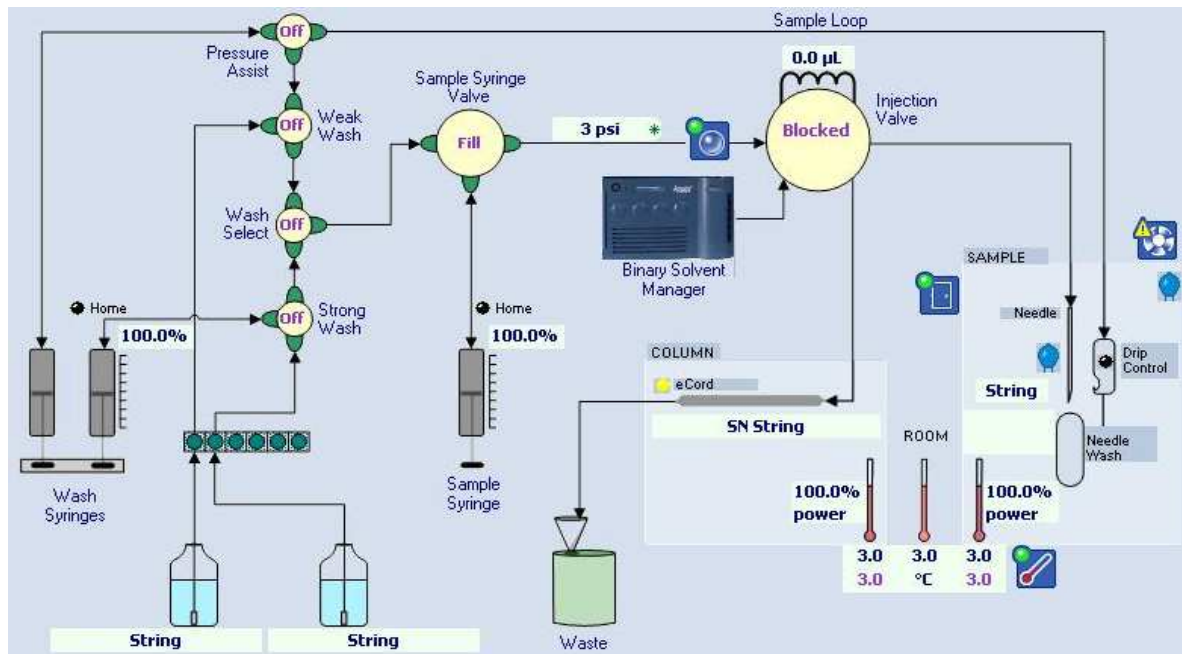 Sample Loop
Off
Pressure
Assist
0.0 µL
Sample Syringe
Valve
Injection
Valve
Off
Weak
Wash
Fill
3 psi *
Blocked
Wash
Select
Off
Binary Solvent
Manager
SAMPLE
Home
100.0%
Off
Strong
Wash
Home
100.0%
Needle
COLUMN
eCord
Drip
Control
String
SN String
ROOM
Needle
Wash
Wash
Syringes
Sample
Syringe
100.0%
power
100.0%
power
3.0 3.0 3.0
3.0 °C 3.0
String
String
Waste